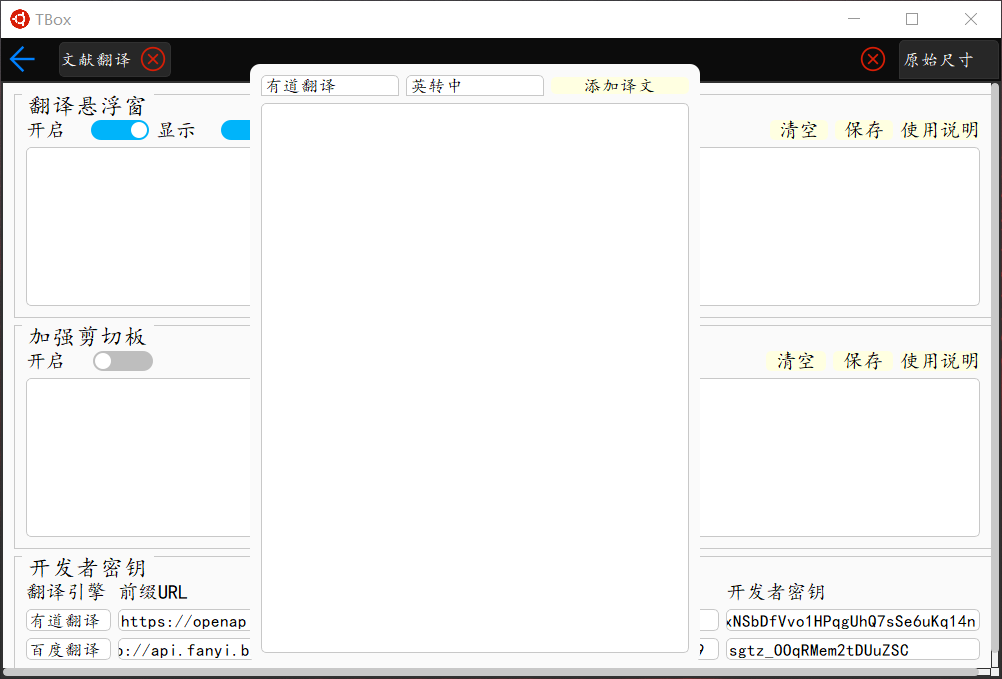 TBox
文献翻译
原始尺寸
有道翻译 英转中 添加译文
翻译悬浮窗
开启 显示 清空 保存 使用说明
加强剪切板
开启 清空 保存 使用说明
开发者密钥
翻译引擎 前缀URL 开发者密钥
有道翻译 https://openap xNSbDfVvo1HPqgUhQ7sSe6uKq14n
百度翻译 o://api.fanyi.b sgtz_OOqRMem2tDUuZSC